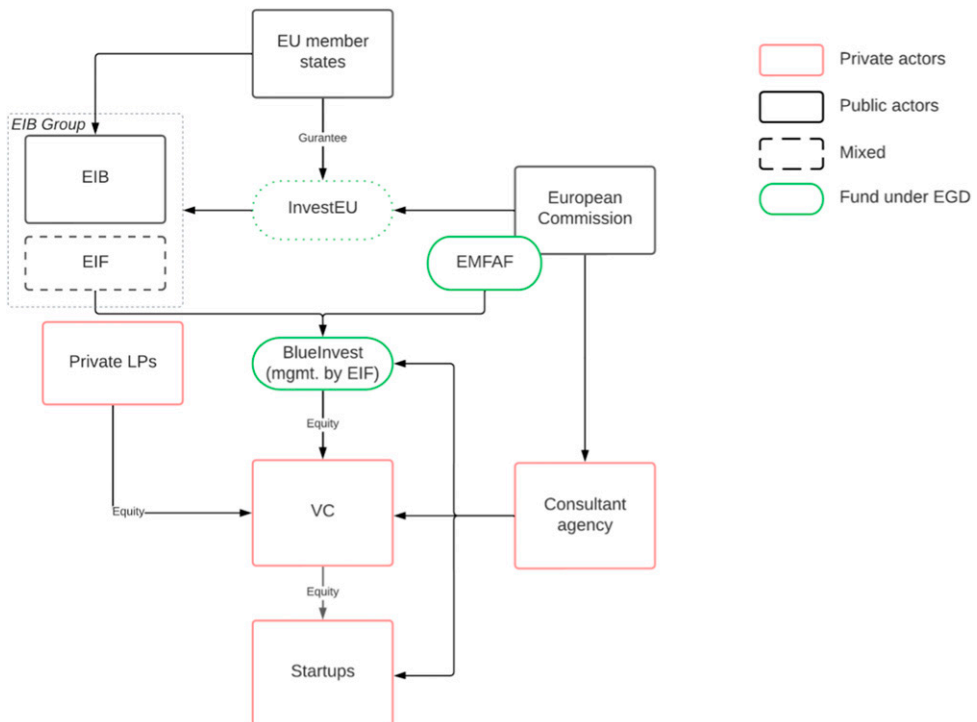 EU member
states
Private actors
Public actors
Mixed
Fund under EGD
EIB Group
Gurantee
EIB
InvestEU
European
Commission
EIF
EMFAF
Private LPs
BlueInvest
(mgmt. by EIF)
Equity
VC
Equity
Consultant
agency
Equity
Startups